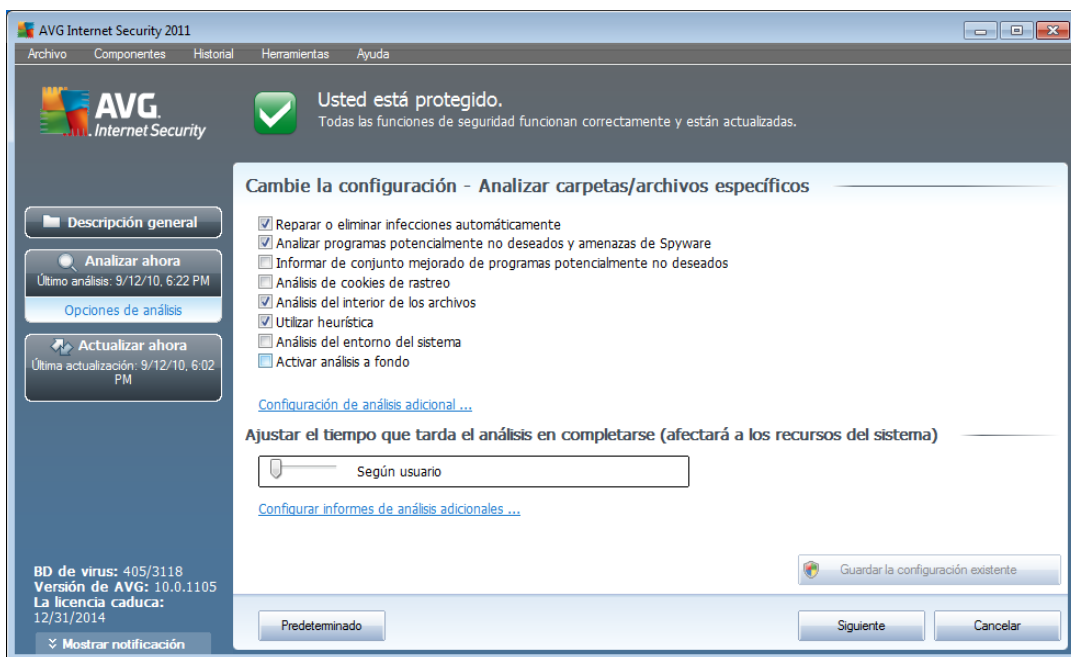 AVG Internet Security 2011
Archivo Componentes Historial Herramientas Ayuda
AVG.
Internet Security
Usted está protegido.
Todas las funciones de seguridad funcionan correctamente y están actualizadas.
Descripción general
Analizar ahora
Último análisis: 9/12/10, 6:22 PM
Opciones de análisis
Actualizar ahora
Última actualización: 9/12/10, 6:02
PM
BD de virus: 405/3118
Versión de AVG: 10.0.1105
La licencia caduca:
12/31/2014
Mostrar notificación
Cambie la configuración - Analizar carpetas/archivos específicos
Reparar o eliminar infecciones automáticamente
Analizar programas potencialmente no deseados y amenazas de Spyware
Informar de conjunto mejorado de programas potencialmente no deseados
Análisis de cookies de rastreo
Análisis del interior de los archivos
Utilizar heurística
Análisis del entorno del sistema
Activar análisis a fondo
Configuración de análisis adicional ...
Ajustar el tiempo que tarda el análisis en completarse (afectará a los recursos del sistema)
Según usuario
Configurar informes de análisis adicionales ...
Guardar la configuración existente
Predeterminado
Siguiente
Cancelar